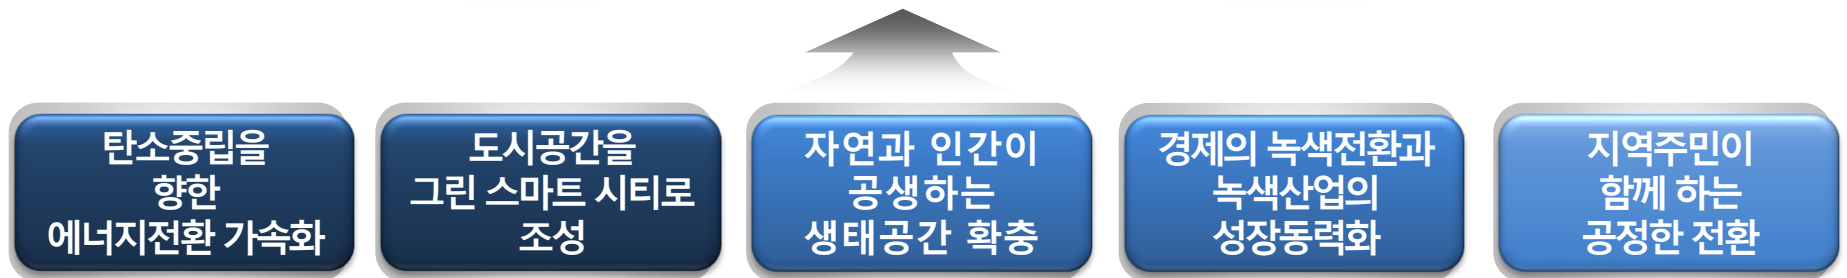 탄소중립을
향한
에너지전환 가속화
도시공간을
그린 스마트 시티로
조성
자연과 인간이
공생하는
생태공간 확충
경제의 녹색전환과
녹색산업의
성장동력화
지역주민이
함께 하는
공정한 전환